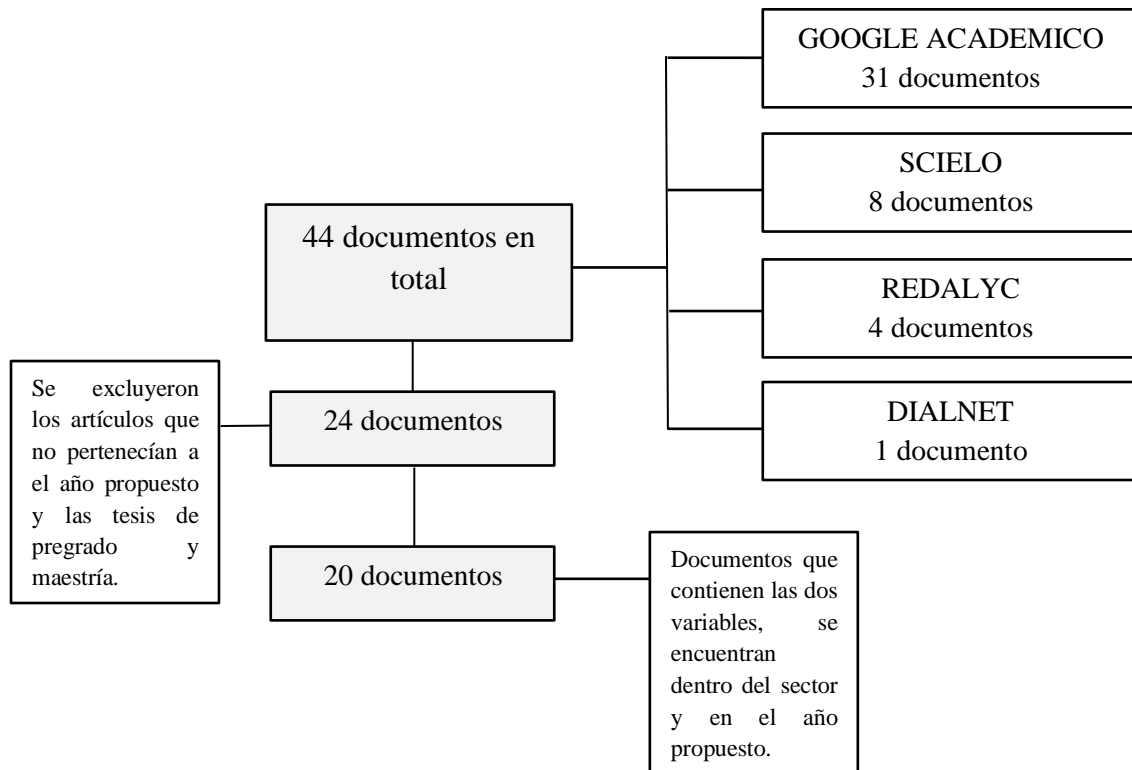 GOOGLE ACADEMICO
31 documentos
SCIELO
8 documentos
44 documentos en
total
REDALYC
4 documentos
Se excluyeron
los artículos que
no pertenecían a
el año propuesto
y las tesis de
pregrado y
maestría.
24 documentos
DIALNET
1 documento
20 documentos
Documentos que
contienen las dos
variables, se
encuentran
dentro del sector
y en el año
propuesto.